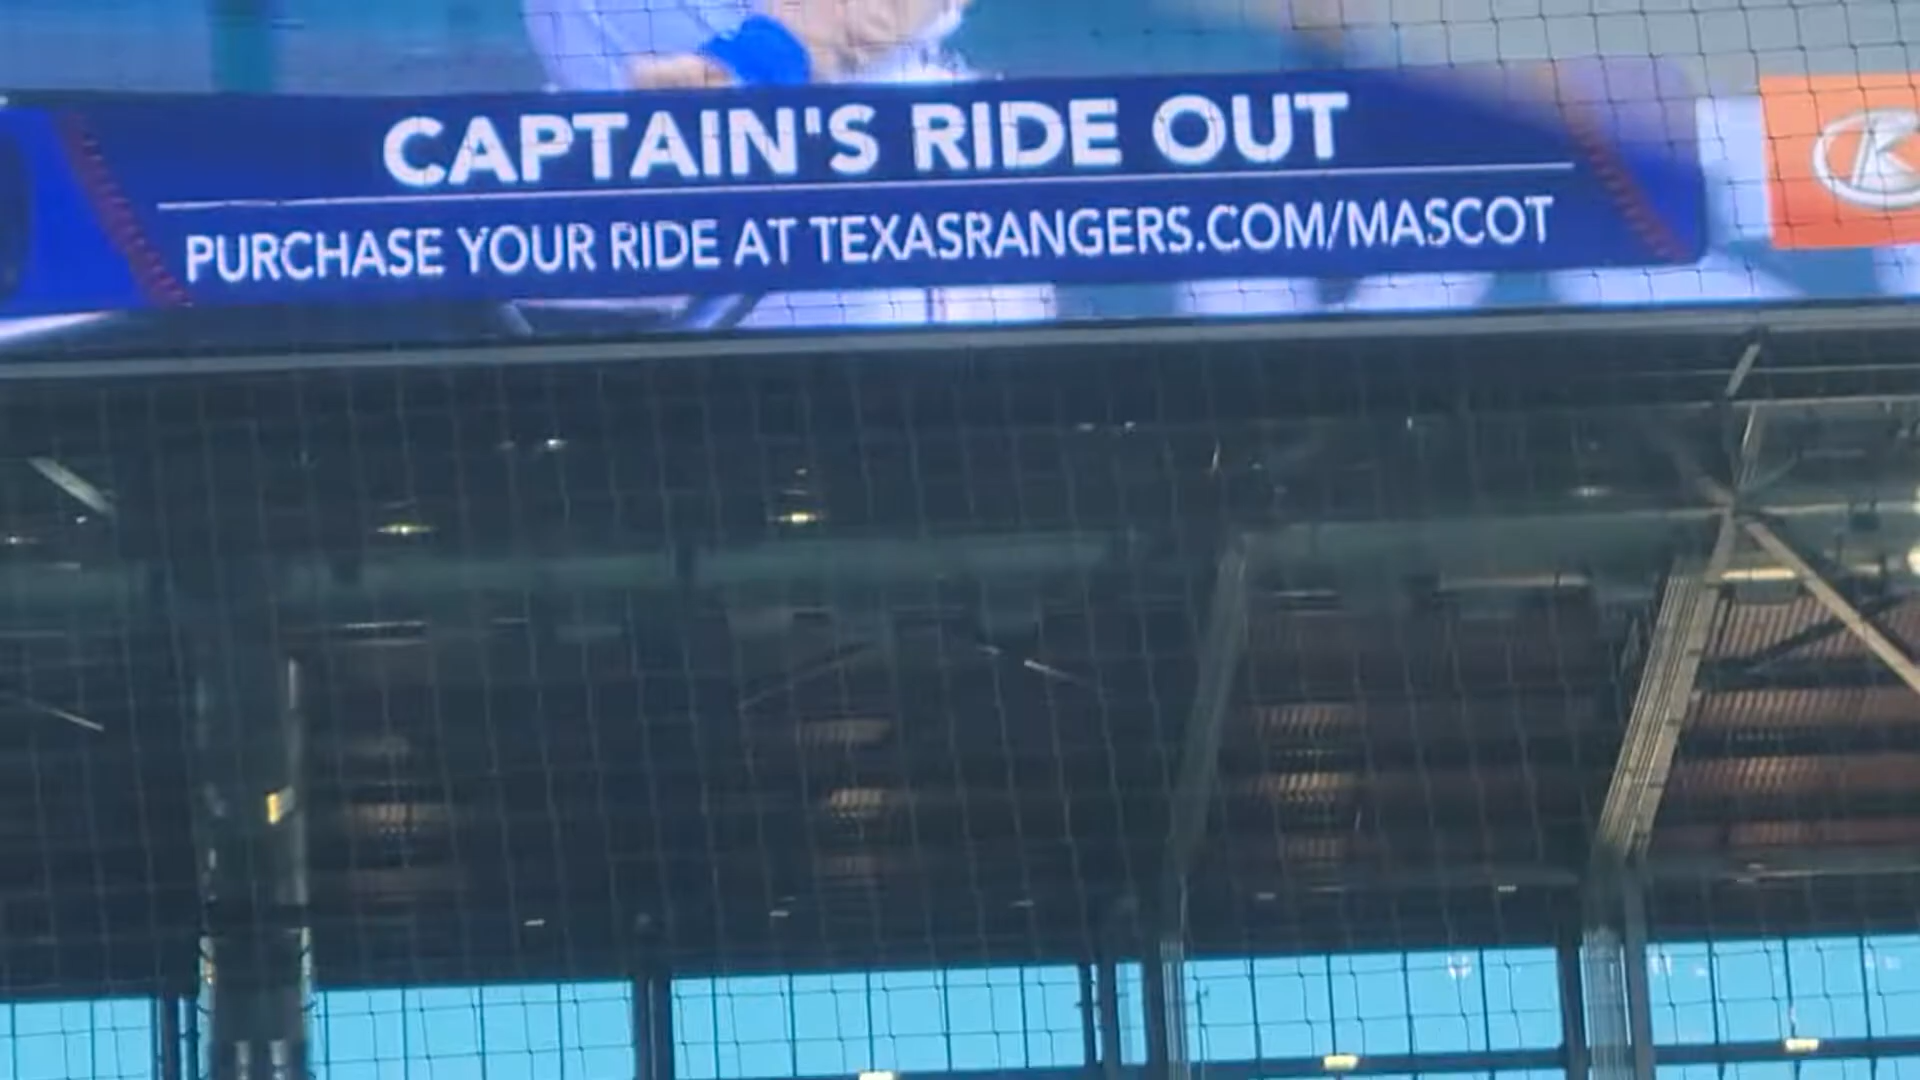 CAPTAIN'S RIDE OUT
PURCHASE YOUR RIDE AT TEXASRANGERS.COM/MASCOT
K